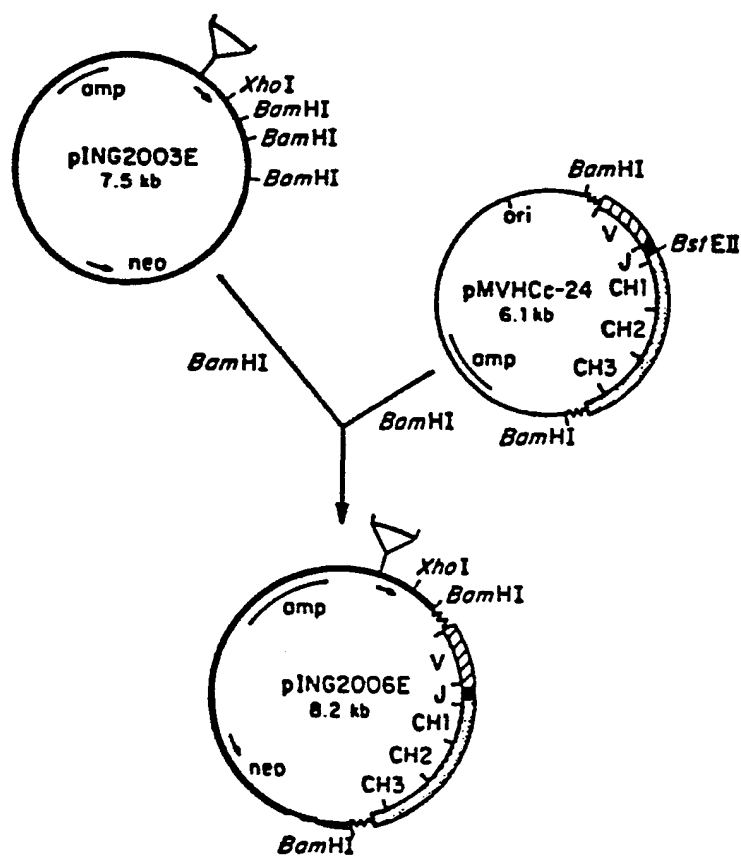 amp
XhoI
BamHI
BamHI
BamHI
pING2003E
7.5 kb
neo
BamHI
ori
V
J
BstEII
CH1
CH2
CH3
pMVHCc-24
6.1 kb
amp
BamHI
BamHI
BamHI
XhoI
BamHI
amp
V
J
CH1
CH2
CH3
pING2006E
8.2 kb
neo
BamHI